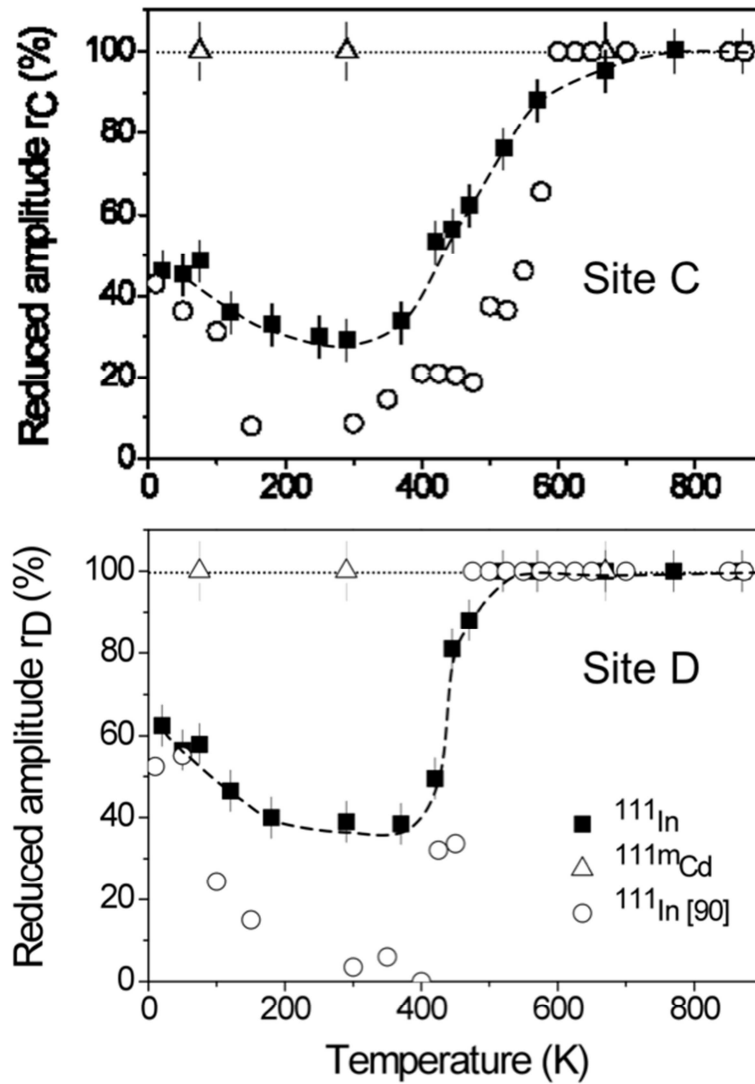 Reduced amplitude rC (%)
100
80
60
40
20
0
Site C
0 200 400 600 800
Reduced amplitude rD (%)
100
80
60
40
20
0
Site D
111In
111mCd
111In [90]
0 200 400 600 800
Temperature (K)